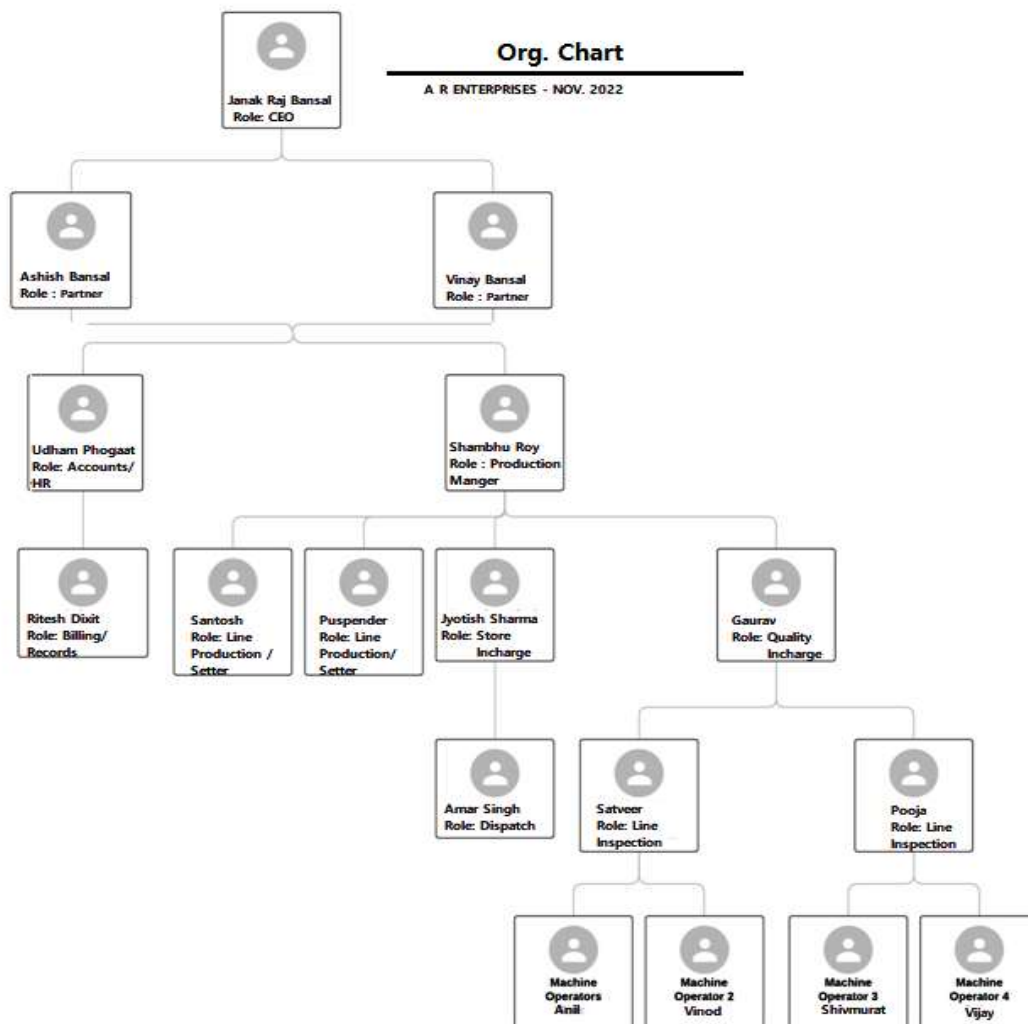 Org. Chart
A R ENTERPRISES - NOV. 2022
Janak Raj Bansal
Role: CEO
Ashish Bansal
Role : Partner
Vinay Bansal
Role : Partner
Udham Phogaat
Role: Accounts/
HR
Shambhu Roy
Role : Production
Manger
Ritesh Dixit
Role: Billing/
Records
Santosh
Role: Line
Production /
Setter
Puspender
Role: Line
Production/
Setter
Jyotish Sharma
Role: Store
Incharge
Gaurav
Role: Quality
Incharge
Amar Singh
Role: Dispatch
Satveer
Role: Line
Inspection
Pooja
Role: Line
Inspection
Machine
Operators
Anil
Machine
Operator 2
Vinod
Machine
Operator 3
Shivmurat
Machine
Operator 4
Vijay